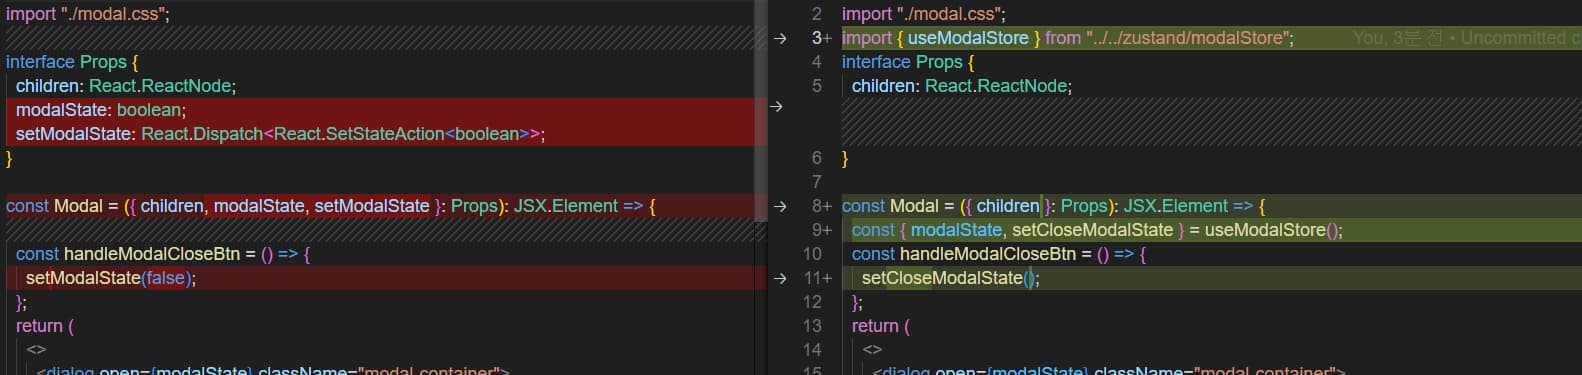 import "./modal.css";
interface Props {
children: React.ReactNode;
modalState: boolean;
setModalState: React.Dispatch<React.SetStateAction<boolean>>;
}
const Modal = ({ children, modalState, setModalState }: Props): JSX.Element => {
const handleModalCloseBtn = () => {
setModalState(false);
};
return (
<>
<dialog open={modalState} className="modal-container">
2 import "./modal.css";
3+ import { useModalStore } from "../../zustand/modalStore"; You, 3분 전 • Uncommitted c
4 interface Props {
5 children: React.ReactNode;
6 }
7
8+ const Modal = ({ children }: Props): JSX.Element => {
9+ const { modalState, setCloseModalState } = useModalStore();
10 const handleModalCloseBtn = () => {
11+ setCloseModalState();
12 };
13 return (
14 <>
15 <dialog open={modalState} className="modal-container">